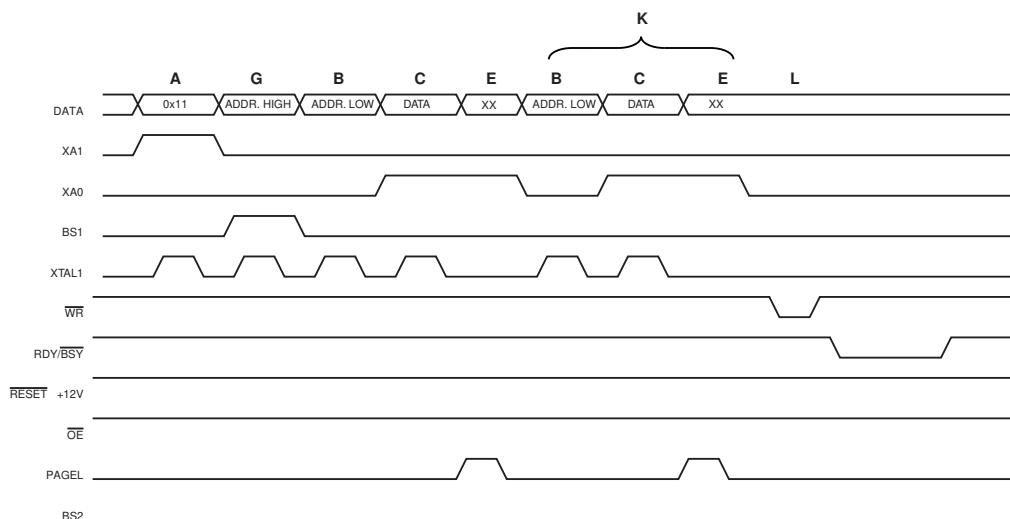 K
A G B C E B C E L
DATA 0x11 ADDR. HIGH ADDR. LOW DATA XX ADDR. LOW DATA XX
XA1
XA0
BS1
XTAL1
WR
RDY/BSY
RESET +12V
OE
PAGEL
BS2